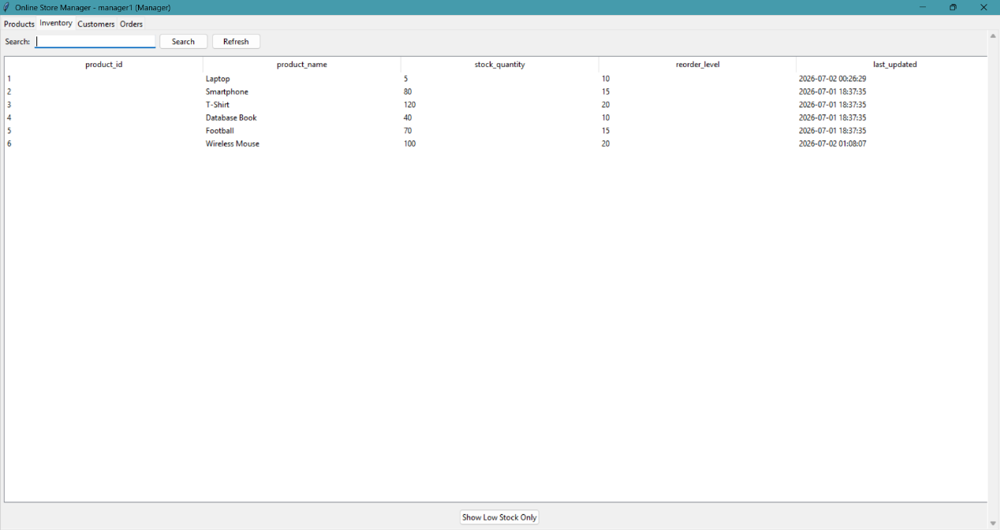 Online Store Manager - manager1 (Manager)
Products Inventory Customers Orders
Search: Search Refresh
product_id product_name stock_quantity reorder_level last_updated
1 Laptop 5 10 2026-07-02 00:26:29
2 Smartphone 80 15 2026-07-01 18:37:35
3 T-Shirt 120 20 2026-07-01 18:37:35
4 Database Book 40 10 2026-07-01 18:37:35
5 Football 70 15 2026-07-01 18:37:35
6 Wireless Mouse 100 20 2026-07-02 01:08:07
Show Low Stock Only